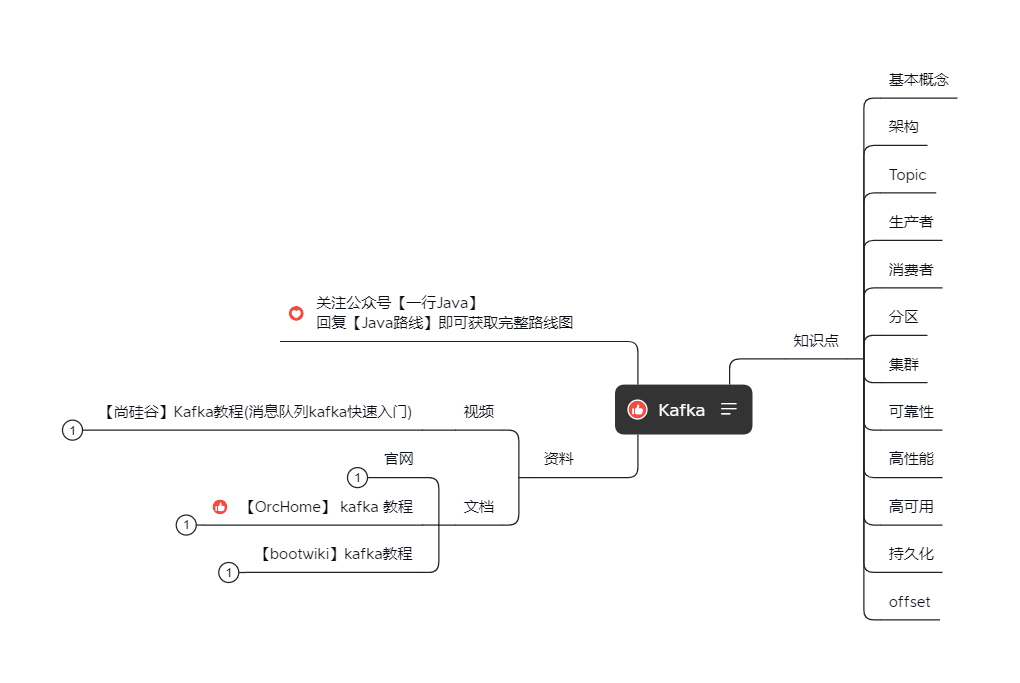 基本概念
架构
Topic
生产者
消费者
关注公众号【一行Java】
回复【Java路线】即可获取完整路线图
分区
知识点
集群
Kafka
【尚硅谷】Kafka教程(消息队列kafka快速入门)
视频
可靠性
1
官网
资料
高性能
1
【OrcHome】 kafka 教程
文档
高可用
1
【bootwiki】kafka教程
持久化
1
offset